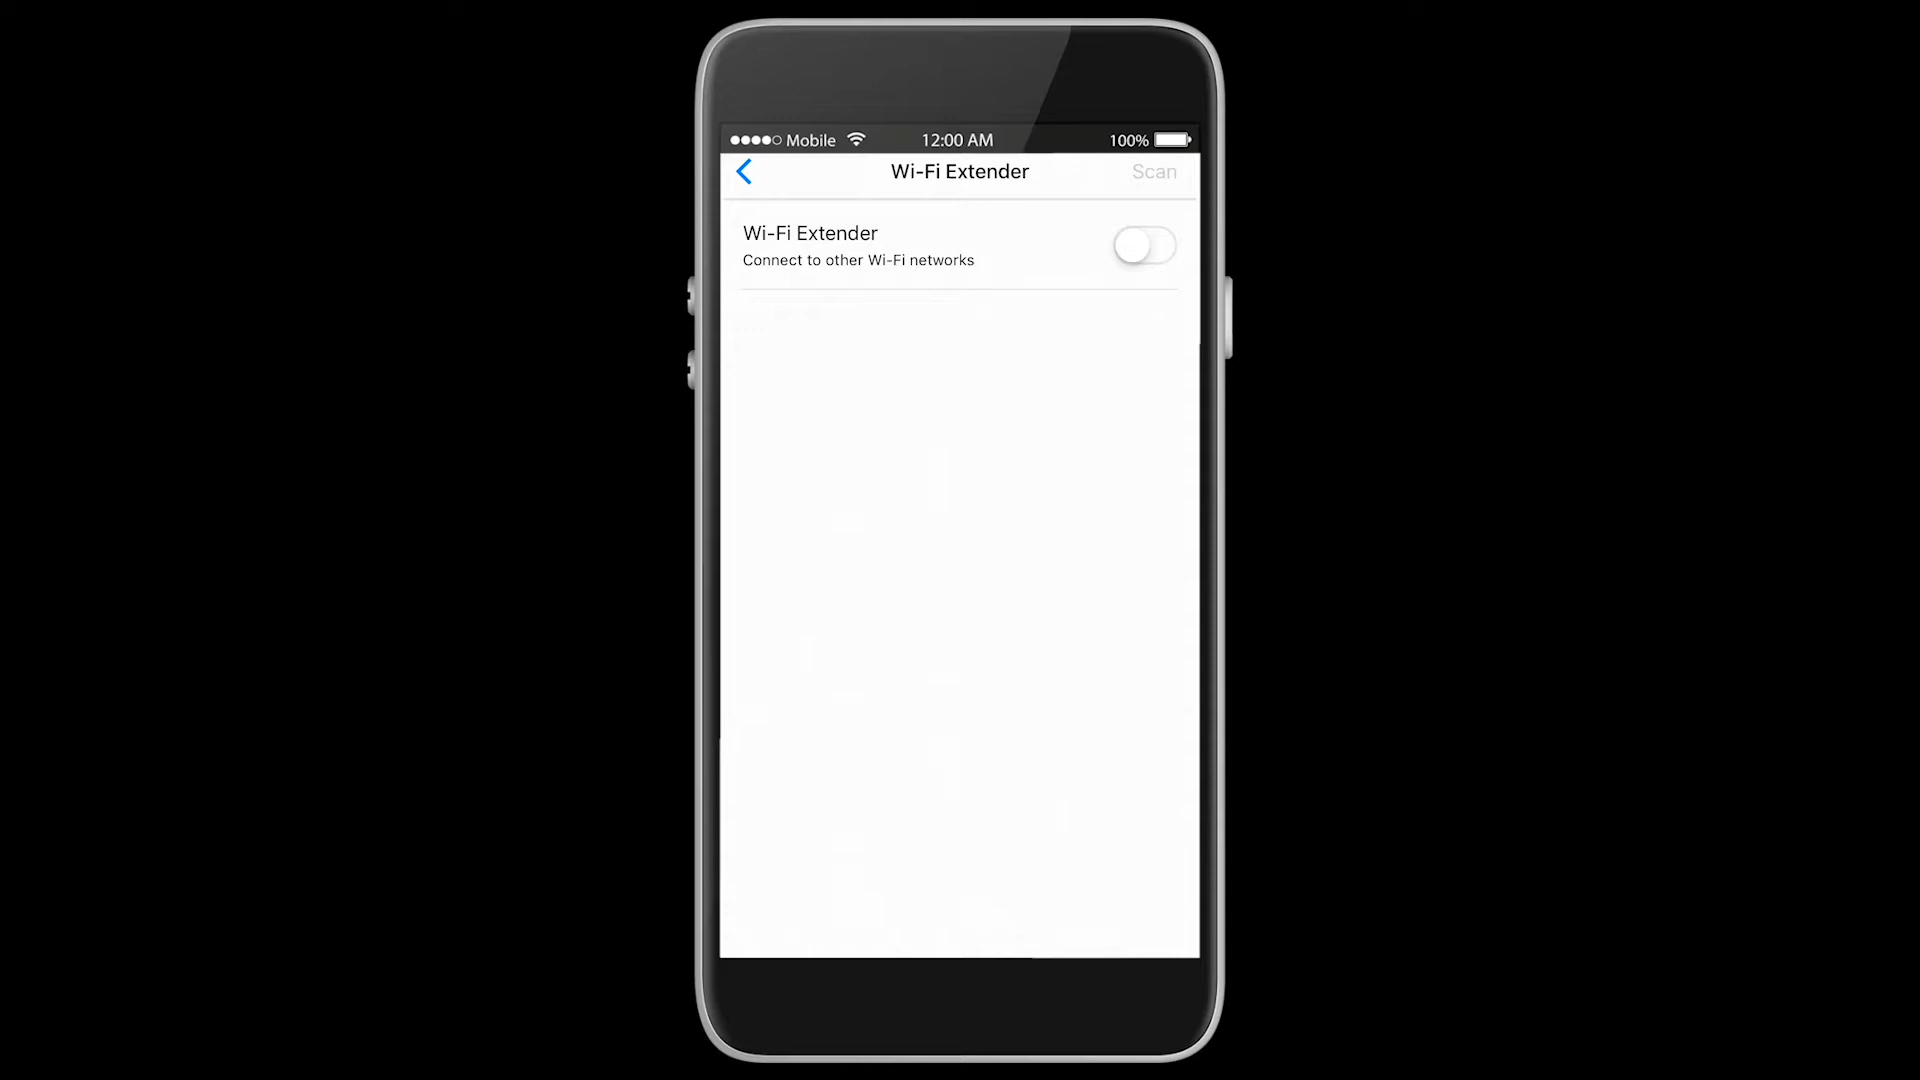 Mobile 12:00 AM 100%
Wi-Fi Extender Scan
Wi-Fi Extender
Connect to other Wi-Fi networks